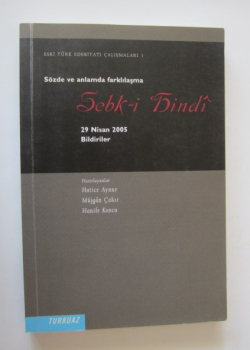 ESKİ TÜRK EDEBİYATI ÇALIŞMALARI I
Sözde ve anlamda farklılaşma
Sebk-i Hindî
29 Nisan 2005
Bildiriler
Hazırlayanlar
Hatice Aynur
Müjgân Çakır
Hanife Koncu
TURKUAZ